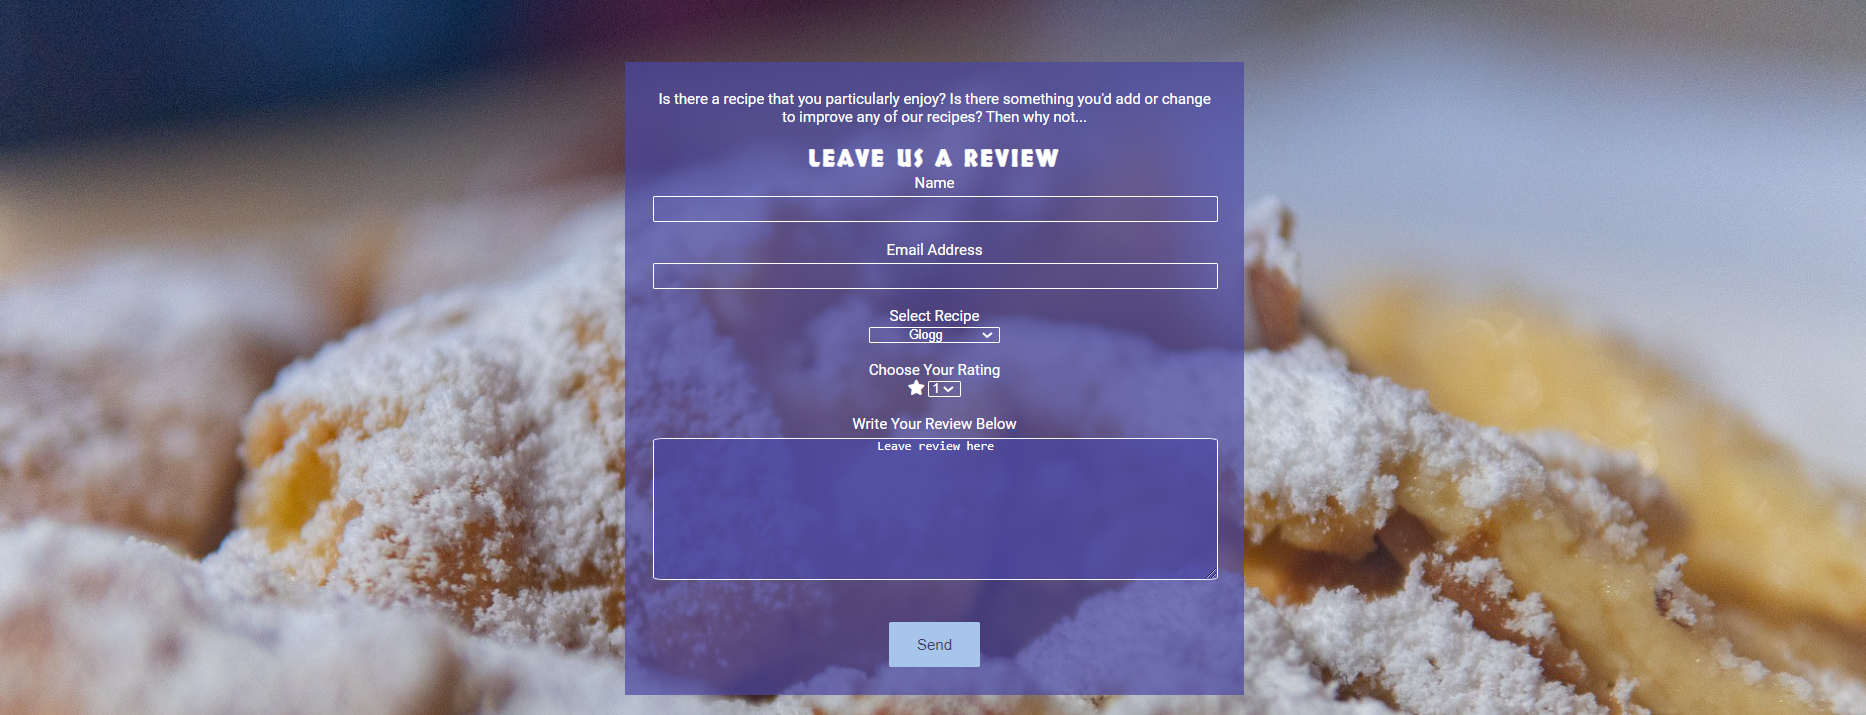 Is there a recipe that you particularly enjoy? Is there something you'd add or change
to improve any of our recipes? Then why not...
LEAVE US A REVIEW
Name
Email Address
Select Recipe
Glogg
Choose Your Rating
1
Write Your Review Below
Leave review here
Send